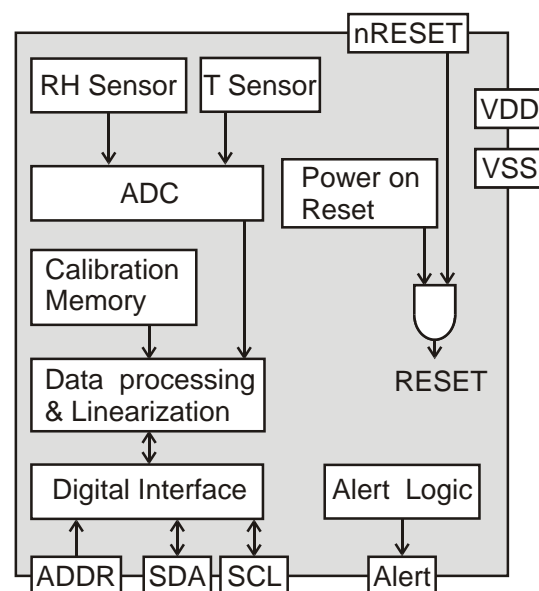 nRESET
RH Sensor
T Sensor
VDD
VSS
ADC
Power on
Reset
Calibration
Memory
RESET
Data processing
& Linearization
Digital Interface
Alert Logic
ADDR
SDA
SCL
Alert